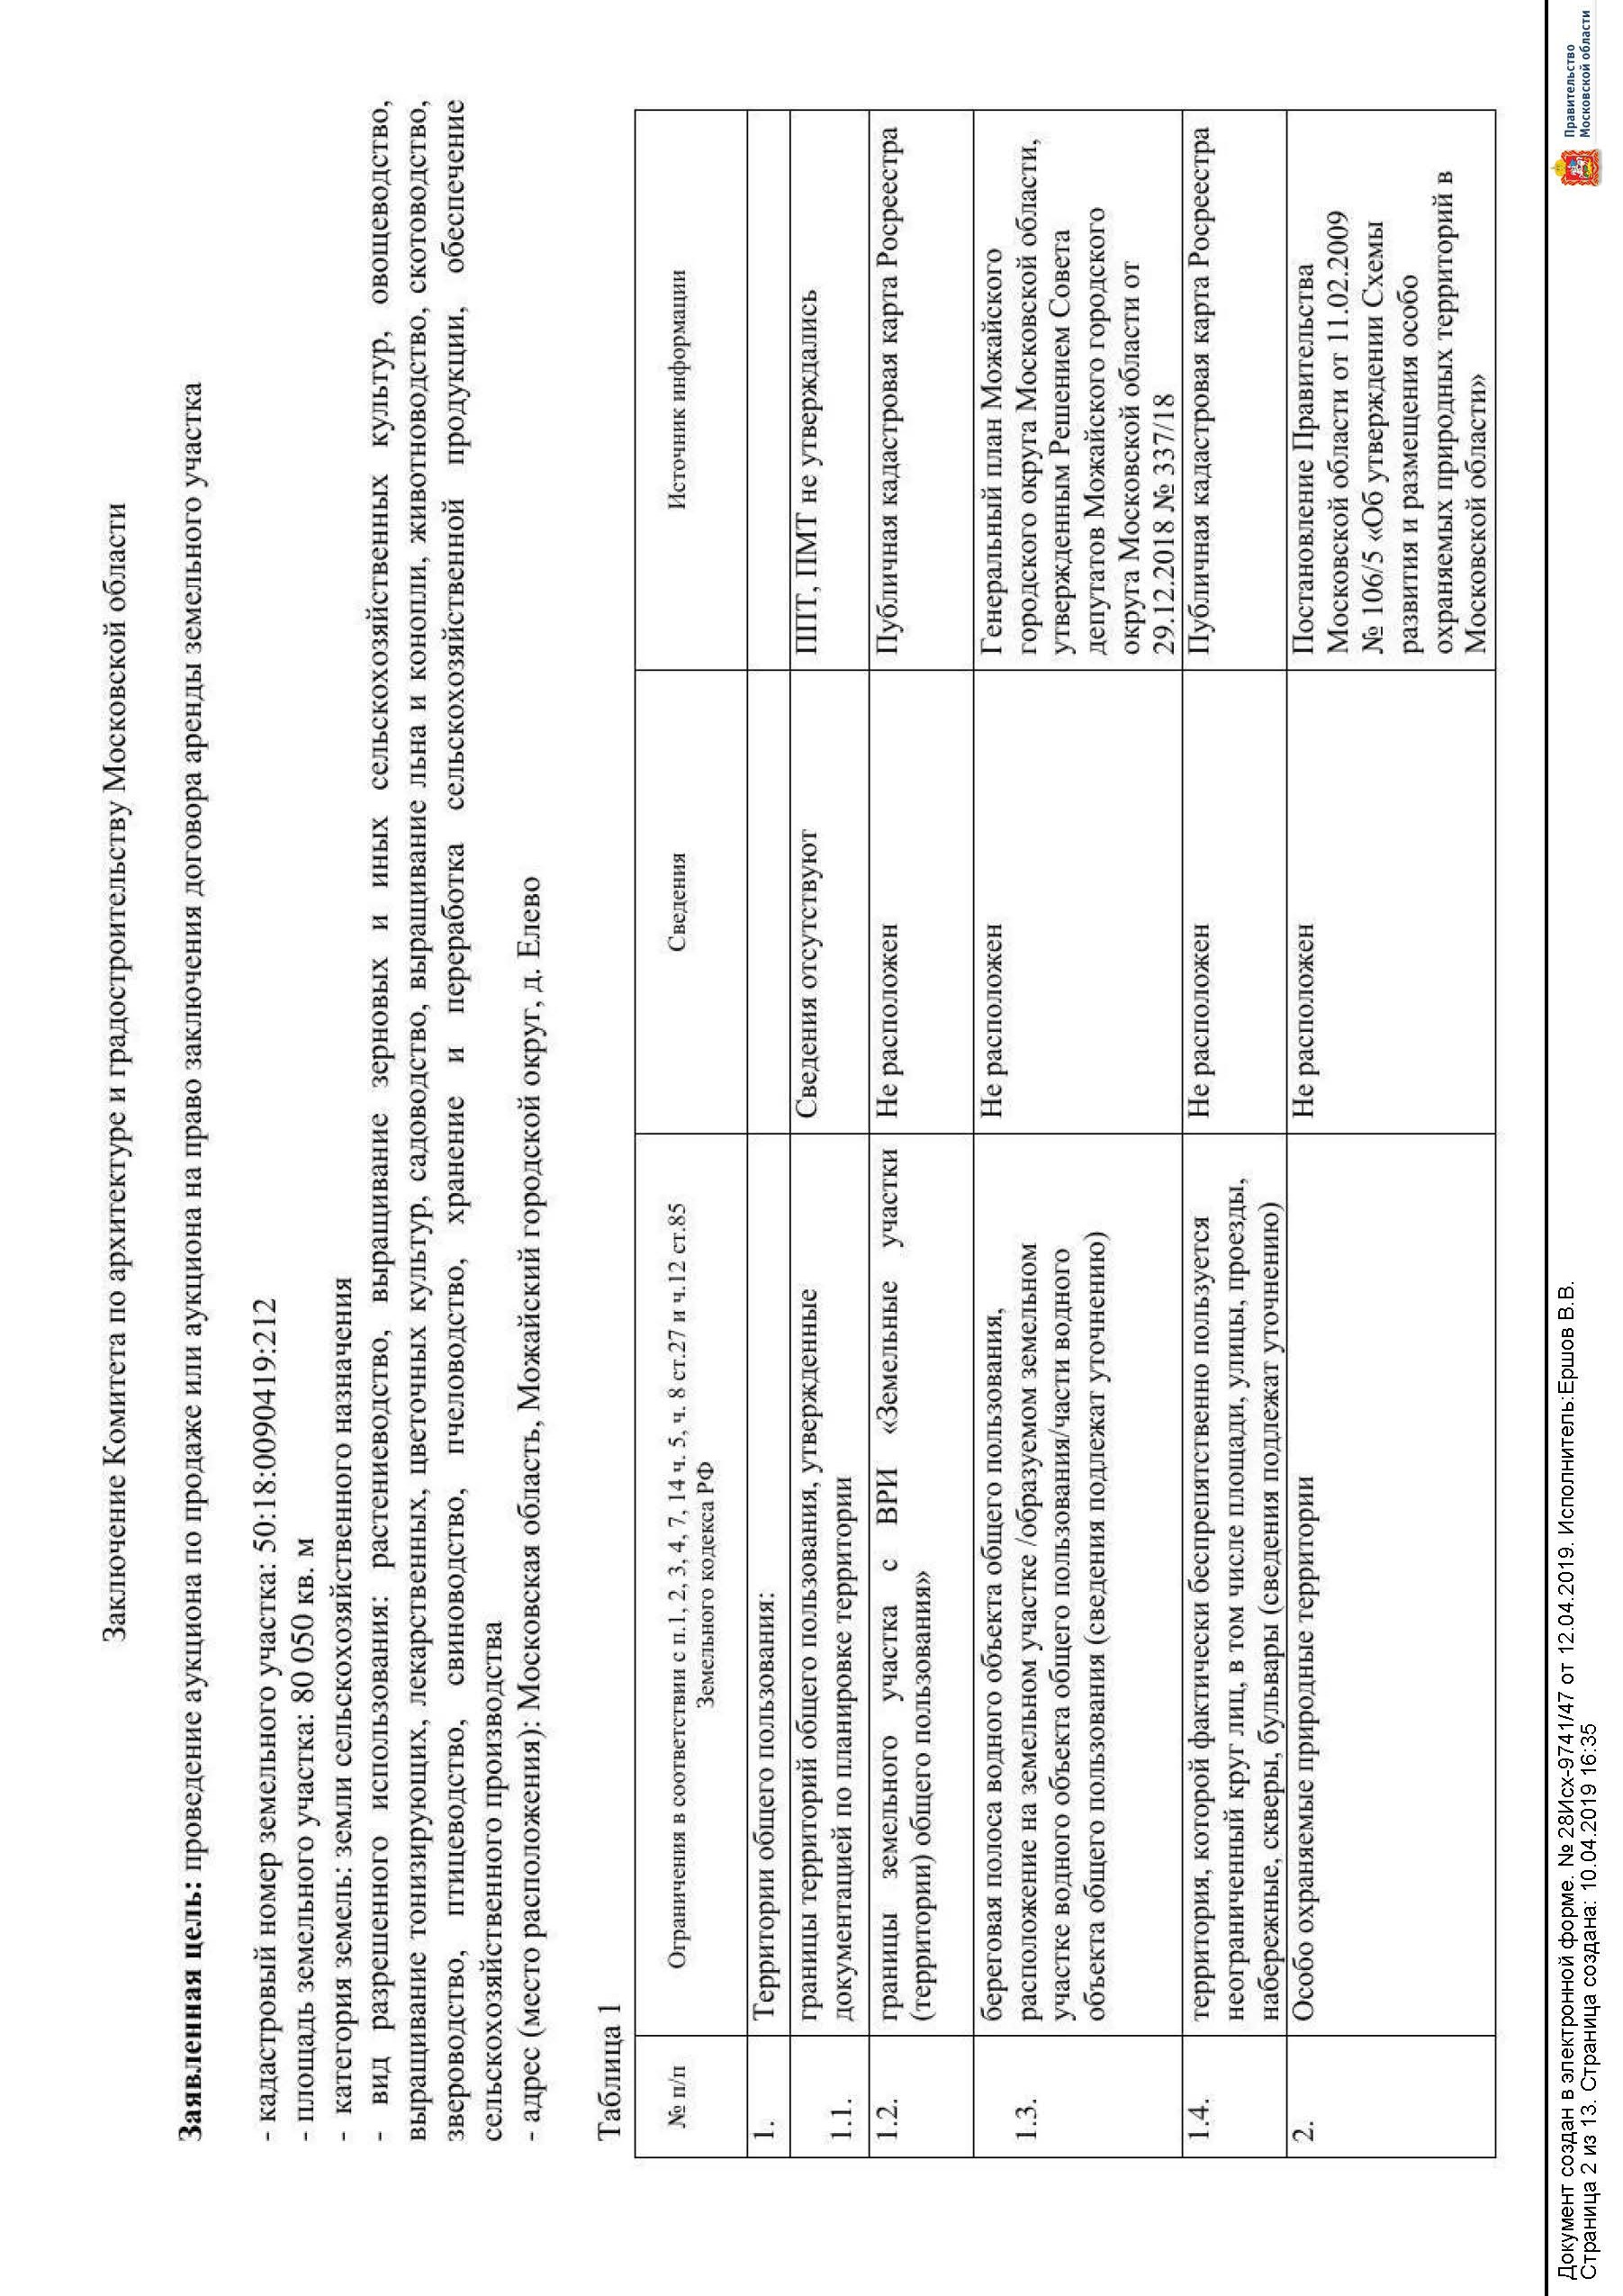 Заключение Комитета по архитектуре и градостроительству Московской области
Заявленная цель: проведение аукциона по продаже или аукциона на право заключения договора аренды земельного участка
- кадастровый номер земельного участка: 50:18:0090419:212
- площадь земельного участка: 80 050 кв. м
- категория земель: земли сельскохозяйственного назначения
- вид разрешенного использования: растениеводство, выращивание зерновых и иных сельскохозяйственных культур, овощеводство,
выращивание тонизирующих, лекарственных, цветочных культур, садоводство, выращивание льна и конопли, животноводство, скотоводство,
звероводство, птицеводство, свиноводство, пчеловодство, хранение и переработка сельскохозяйственной продукции, обеспечение
сельскохозяйственного производства
- адрес (место расположения): Московская область, Можайский городской округ, д. Елево
Таблица 1
№ п/п
Ограничения в соответствии с п.1, 2, 3, 4, 7, 14 ч. 5, ч. 8 ст.27 и ч.12 ст.85
Земельного кодекса РФ
Сведения
Источник информации
1.
Территории общего пользования:
1.1.
границы территорий общего пользования, утвержденные
документацией по планировке территории
Сведения отсутствуют
ППТ, ПМТ не утверждались
1.2.
границы земельного участка с ВРИ «Земельные участки
(территории) общего пользования»
Не расположен
Публичная кадастровая карта Росреестра
1.3.
береговая полоса водного объекта общего пользования,
расположение на земельном участке /образуемом земельном
участке водного объекта общего пользования/части водного
объекта общего пользования (сведения подлежат уточнению)
Не расположен
Генеральный план Можайского
городского округа Московской области,
утвержденным Решением Совета
депутатов Можайского городского
округа Московской области от
29.12.2018 № 337/18
1.4.
территория, которой фактически беспрепятственно пользуется
неограниченный круг лиц, в том числе площади, улицы, проезды,
набережные, скверы, бульвары (сведения подлежат уточнению)
Не расположен
Публичная кадастровая карта Росреестра
2.
Особо охраняемые природные территории
Не расположен
Постановление Правительства
Московской области от 11.02.2009
№ 106/5 «Об утверждении Схемы
развития и размещения особо
охраняемых природных территорий в
Московской области»
Документ создан в электронной форме. № 28Исх-9741/47 от 12.04.2019. Исполнитель:Ершов В.В.
Страница 2 из 13. Страница создана: 10.04.2019 16:35
Правительство
Московской области